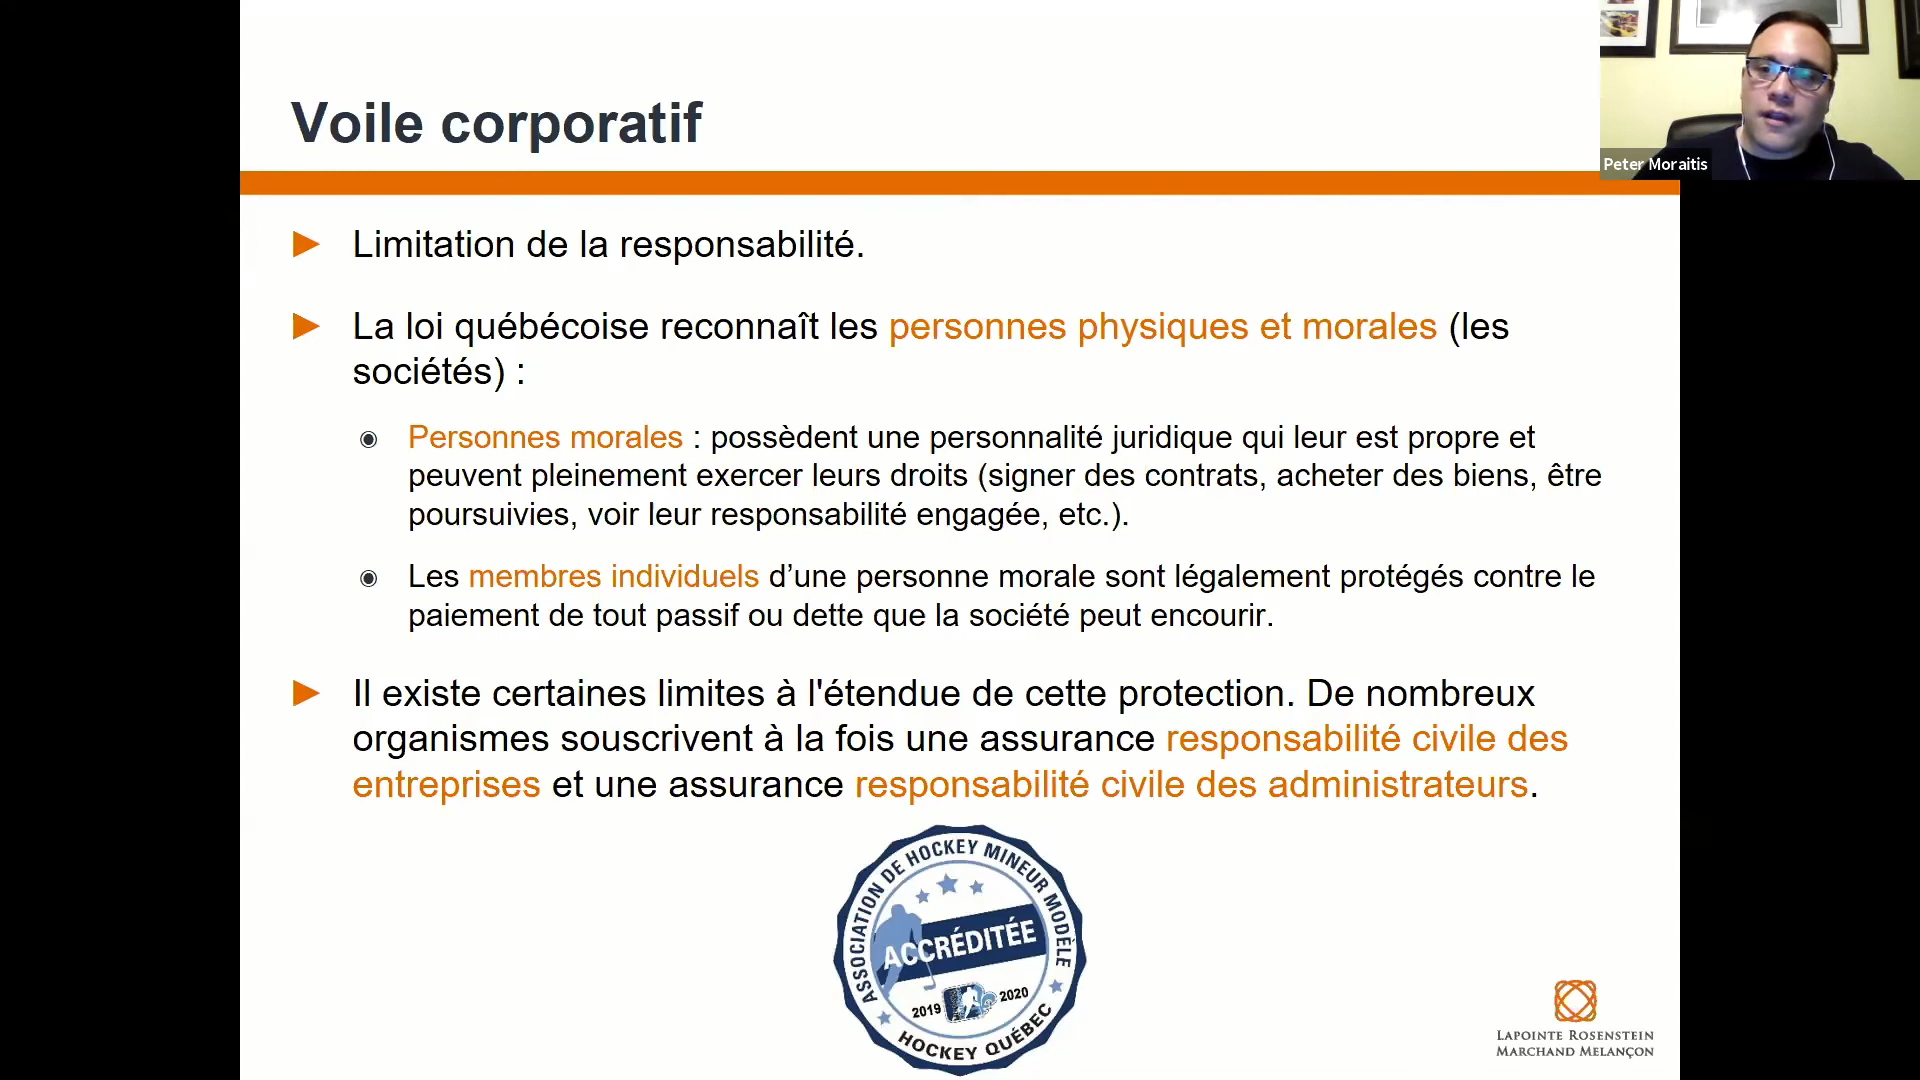 Voile corporatif
Peter Moraitis
► Limitation de la responsabilité.
► La loi québécoise reconnaît les personnes physiques et morales (les
sociétés) :
◉ Personnes morales : possèdent une personnalité juridique qui leur est propre et
peuvent pleinement exercer leurs droits (signer des contrats, acheter des biens, être
poursuivies, voir leur responsabilité engagée, etc.).
◉ Les membres individuels d’une personne morale sont légalement protégés contre le
paiement de tout passif ou dette que la société peut encourir.
► Il existe certaines limites à l'étendue de cette protection. De nombreux
organismes souscrivent à la fois une assurance responsabilité civile des
entreprises et une assurance responsabilité civile des administrateurs.
ASSOCIATION DE HOCKEY MINEUR MODÈLE
ACCRÉDITÉE
2019 2020
HOCKEY QUÉBEC
LAPOINTE ROSENSTEIN
MARCHAND MELANÇON